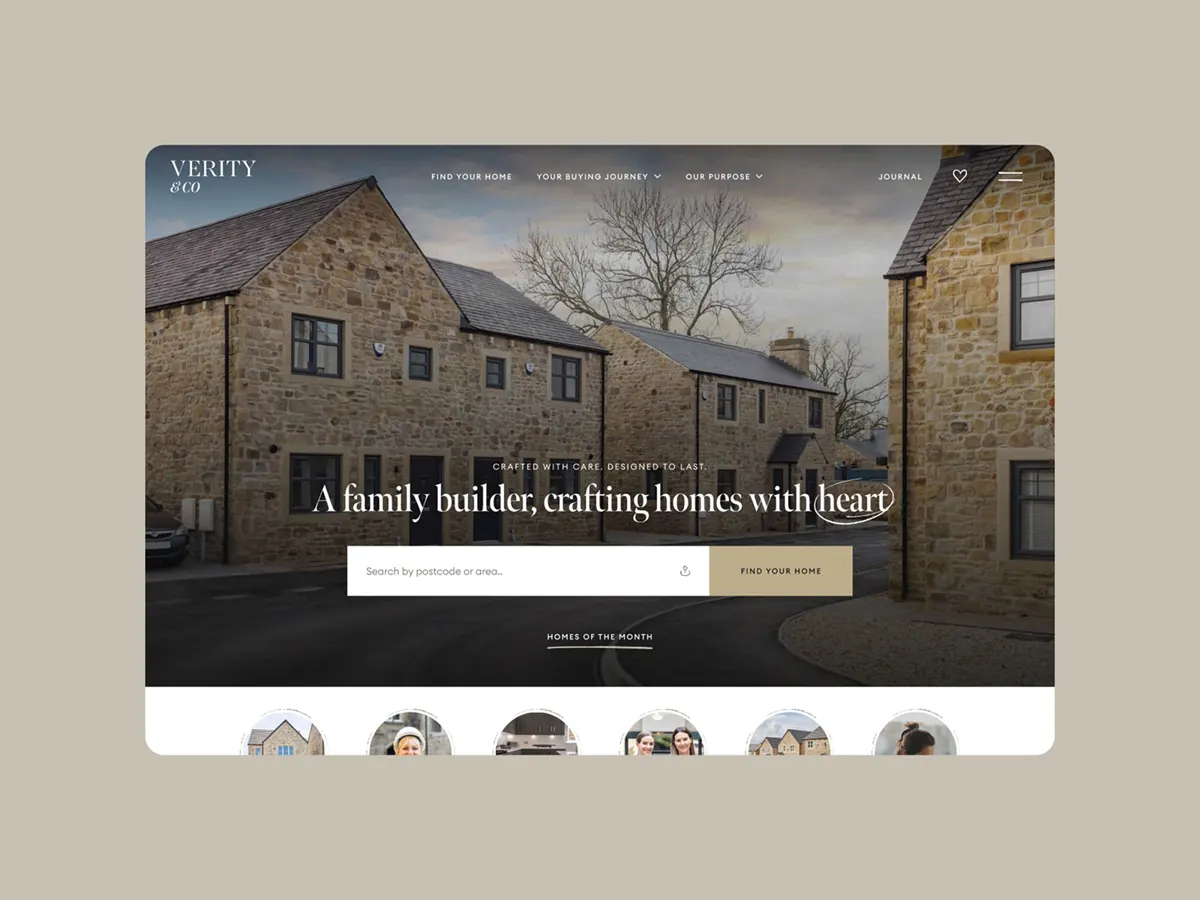 VERITY
& CO
FIND YOUR HOME
YOUR BUYING JOURNEY
OUR PURPOSE
JOURNAL
CRAFTED WITH CARE. DESIGNED TO LAST.
A family builder, crafting homes with heart
Search by postcode or area..
FIND YOUR HOME
HOMES OF THE MONTH